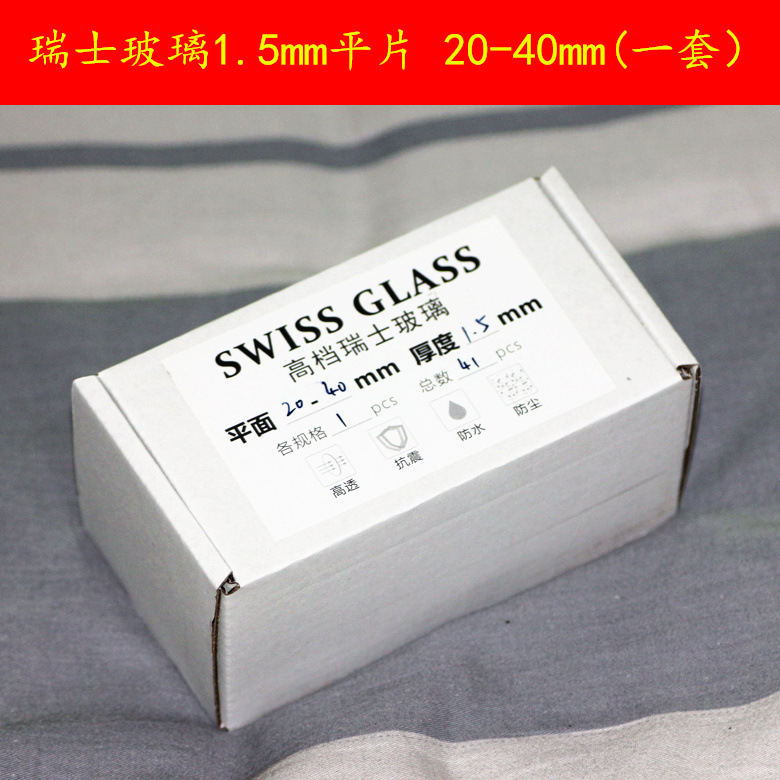 瑞士玻璃1.5mm平片 20-40mm(一套)
SWISS GLASS
高档瑞士玻璃
平面 20-40 mm 厚度 1.5 mm
各规格 1 pcs 总数 41 pcs
高透 抗震 防水 防尘